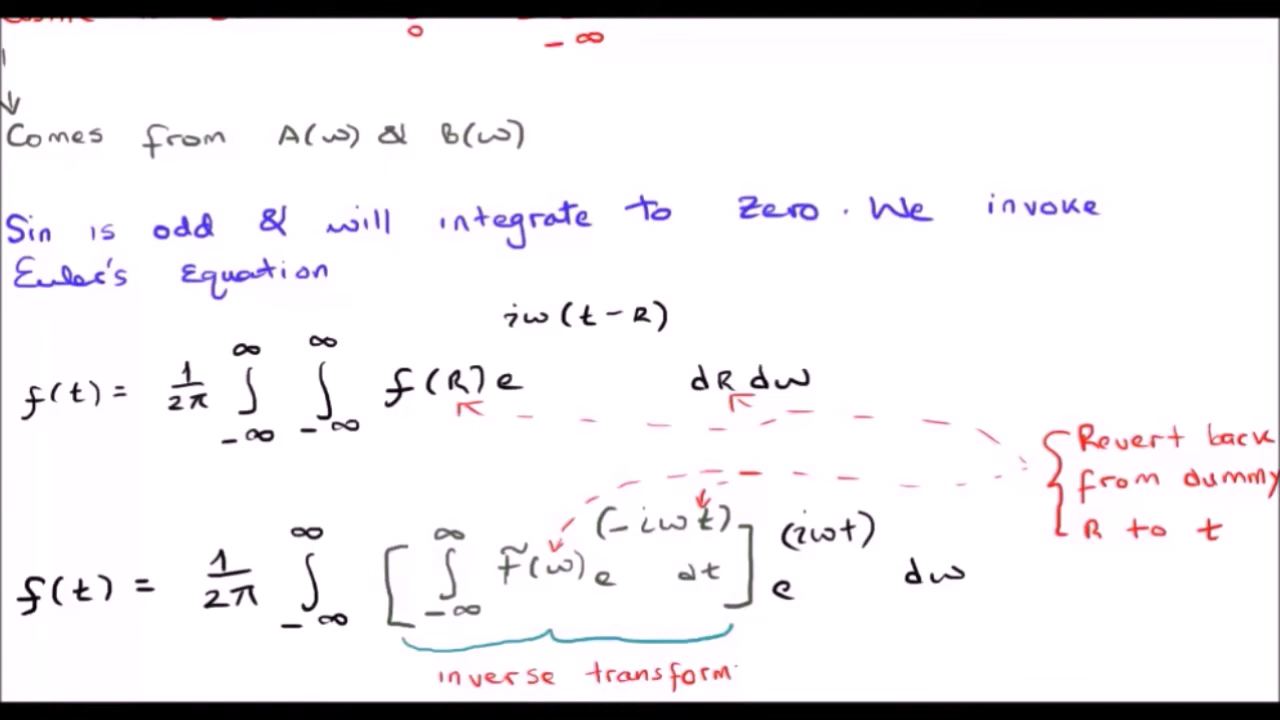 0
- ∞
Comes from A(ω) & B(ω)
Sin is odd & will integrate to Zero. We invoke
Euler's Equation
f(t) = 1/2π ∫_{-∞}^{∞} ∫_{-∞}^{∞} f(R) e^{iω(t-R)} dR dω
Revert back
from dummy
R to t
f(t) = 1/2π ∫_{-∞}^{∞} [ ∫_{-∞}^{∞} F̃(ω) e^{(-iωt)} dt ] e^{(iωt)} dω
inverse transform